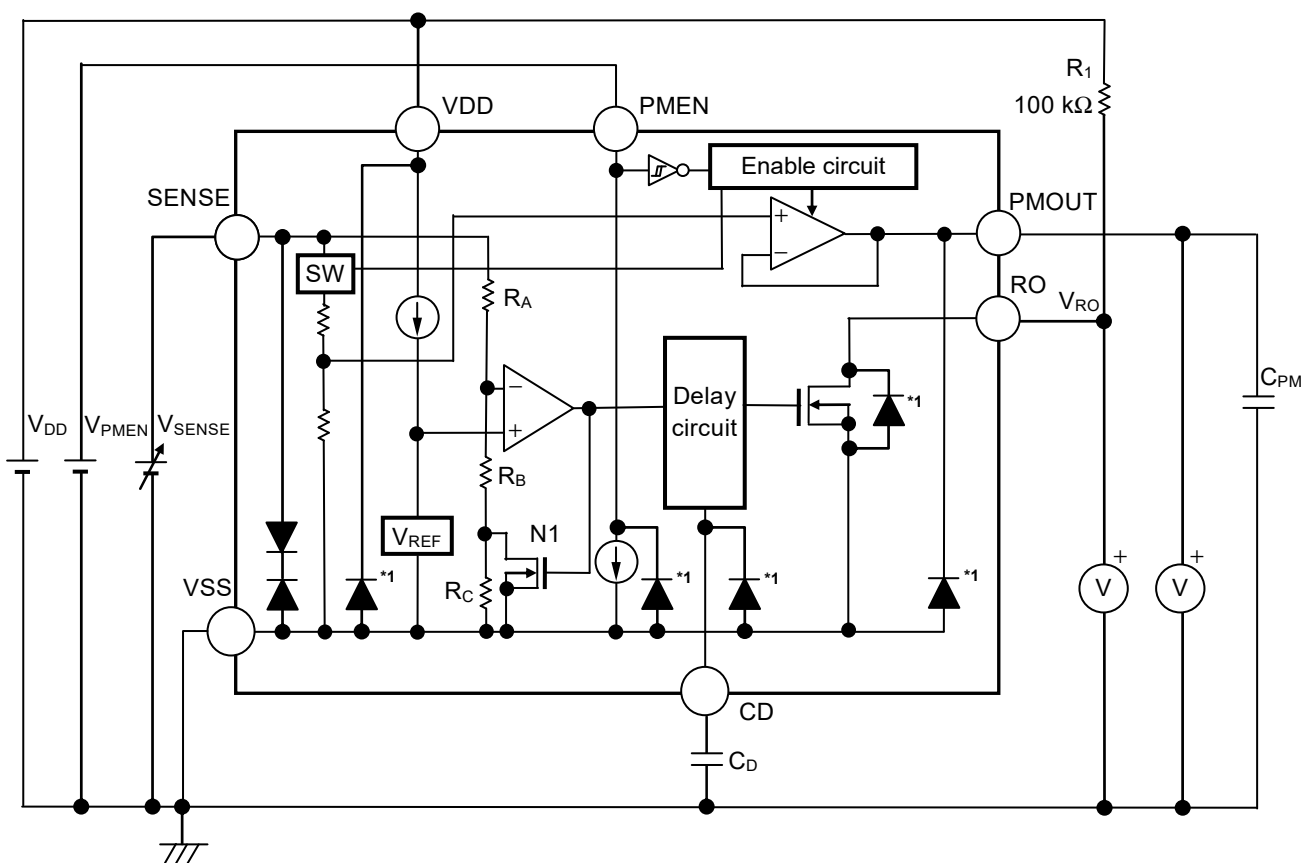 R1
100 kΩ
VDD
PMEN
Enable circuit
SENSE
PMOUT
+
−
SW
RO
VRO
RA
Delay
circuit
*1
CPM
−
+
VDD
VPMEN
VSENSE
RB
VREF
N1
+
+
V
V
VSS
*1
RC
*1
*1
*1
CD
CD